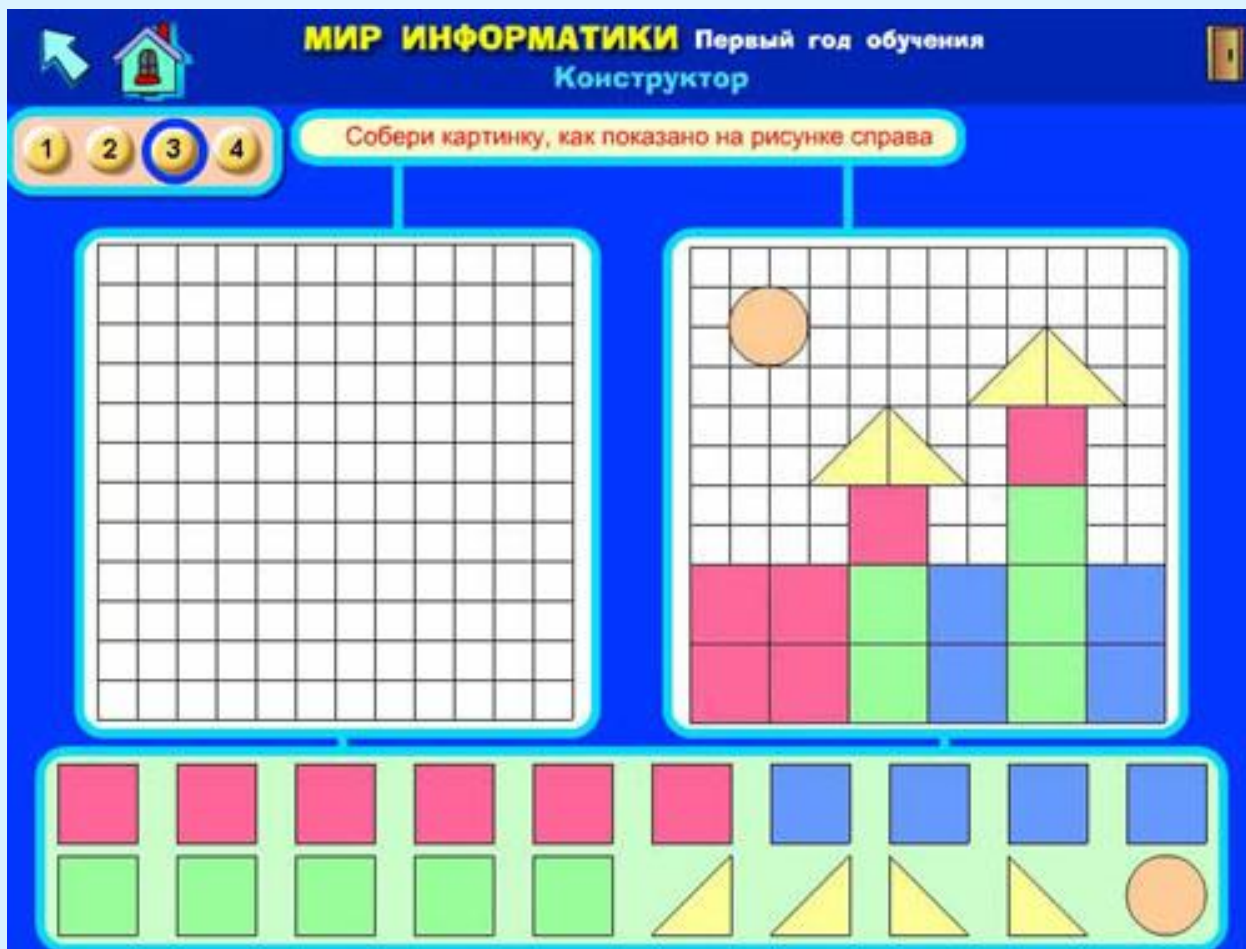 МИР ИНФОРМАТИКИ Первый год обучения
Конструктор
1 2 3 4
Собери картинку, как показано на рисунке справа